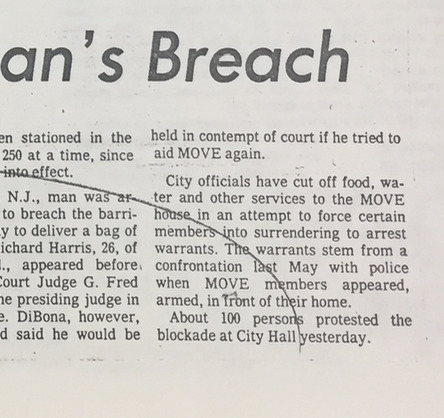 an's Breach
en stationed in the
250 at a time, since
into effect.
N.J., man was ar-
to breach the barri-
y to deliver a bag of
ichard Harris, 26, of
., appeared before
Court Judge G. Fred
he presiding judge in
e. DiBona, however,
d said he would be
held in contempt of court if he tried to
aid MOVE again.
City officials have cut off food, wa-
ter and other services to the MOVE
house in an attempt to force certain
members into surrendering to arrest
warrants. The warrants stem from a
confrontation last May with police
when MOVE members appeared,
armed, in front of their home.
About 100 persons protested the
blockade at City Hall yesterday.